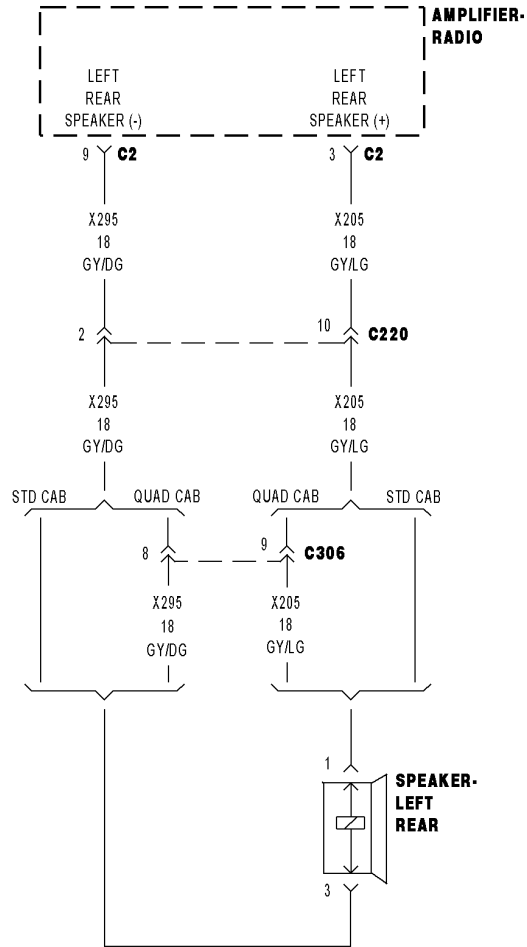 AMPLIFIER-
RADIO
LEFT
REAR
SPEAKER (-)
LEFT
REAR
SPEAKER (+)
9 C2
3 C2
X295
18
GY/DG
X205
18
GY/LG
2
10 C220
X295
18
GY/DG
X205
18
GY/LG
STD CAB QUAD CAB
QUAD CAB STD CAB
8
9 C306
X295
18
GY/DG
X205
18
GY/LG
1
SPEAKER-
LEFT
REAR
3